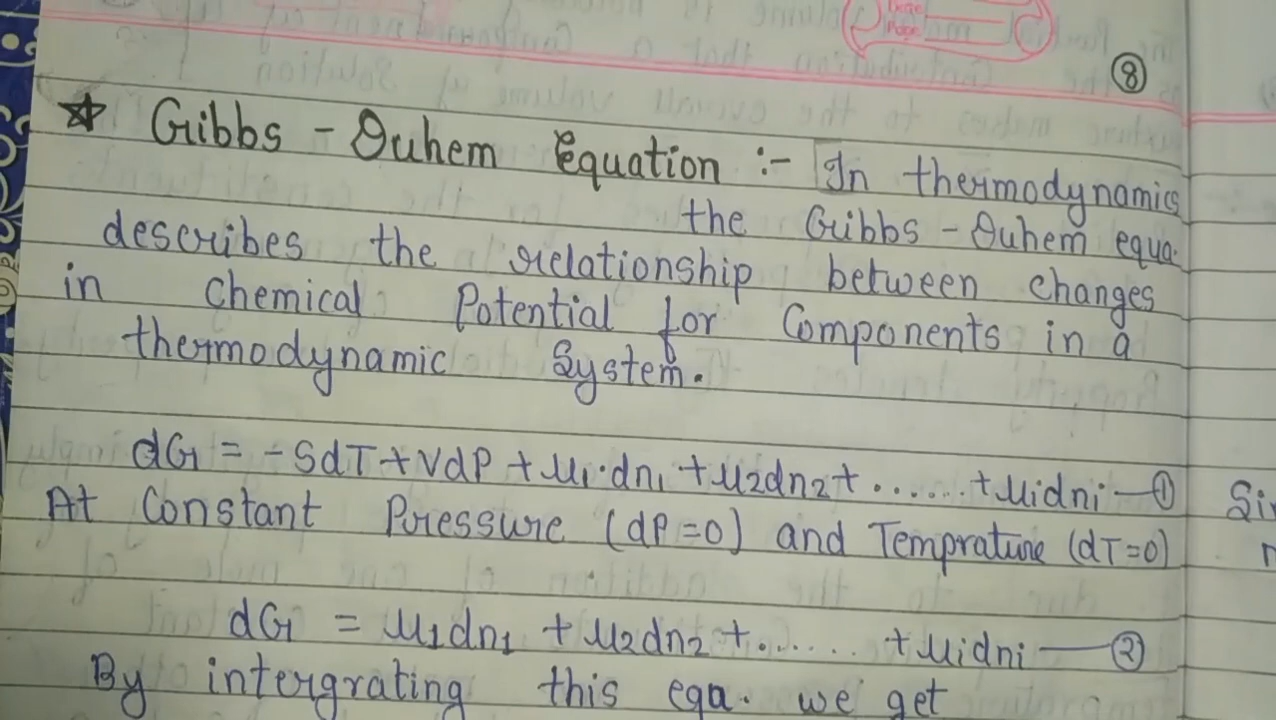 Date
Page
⑧
☆ Gibbs - Duhem Equation :- In thermodynamics
the Gibbs - Duhem equa.
describes the relationship between changes
in chemical Potential for Components in a
thermodynamic System.
dG = -SdT + VdP + μ₁.dn₁ + μ₂dn₂ + ....... + μidni — ①
At Constant Pressure (dP=0) and Temprature (dT=0)
dG = μ₁dn₁ + μ₂dn₂ + ....... + μidni — ②
By intergrating this eqa. we get